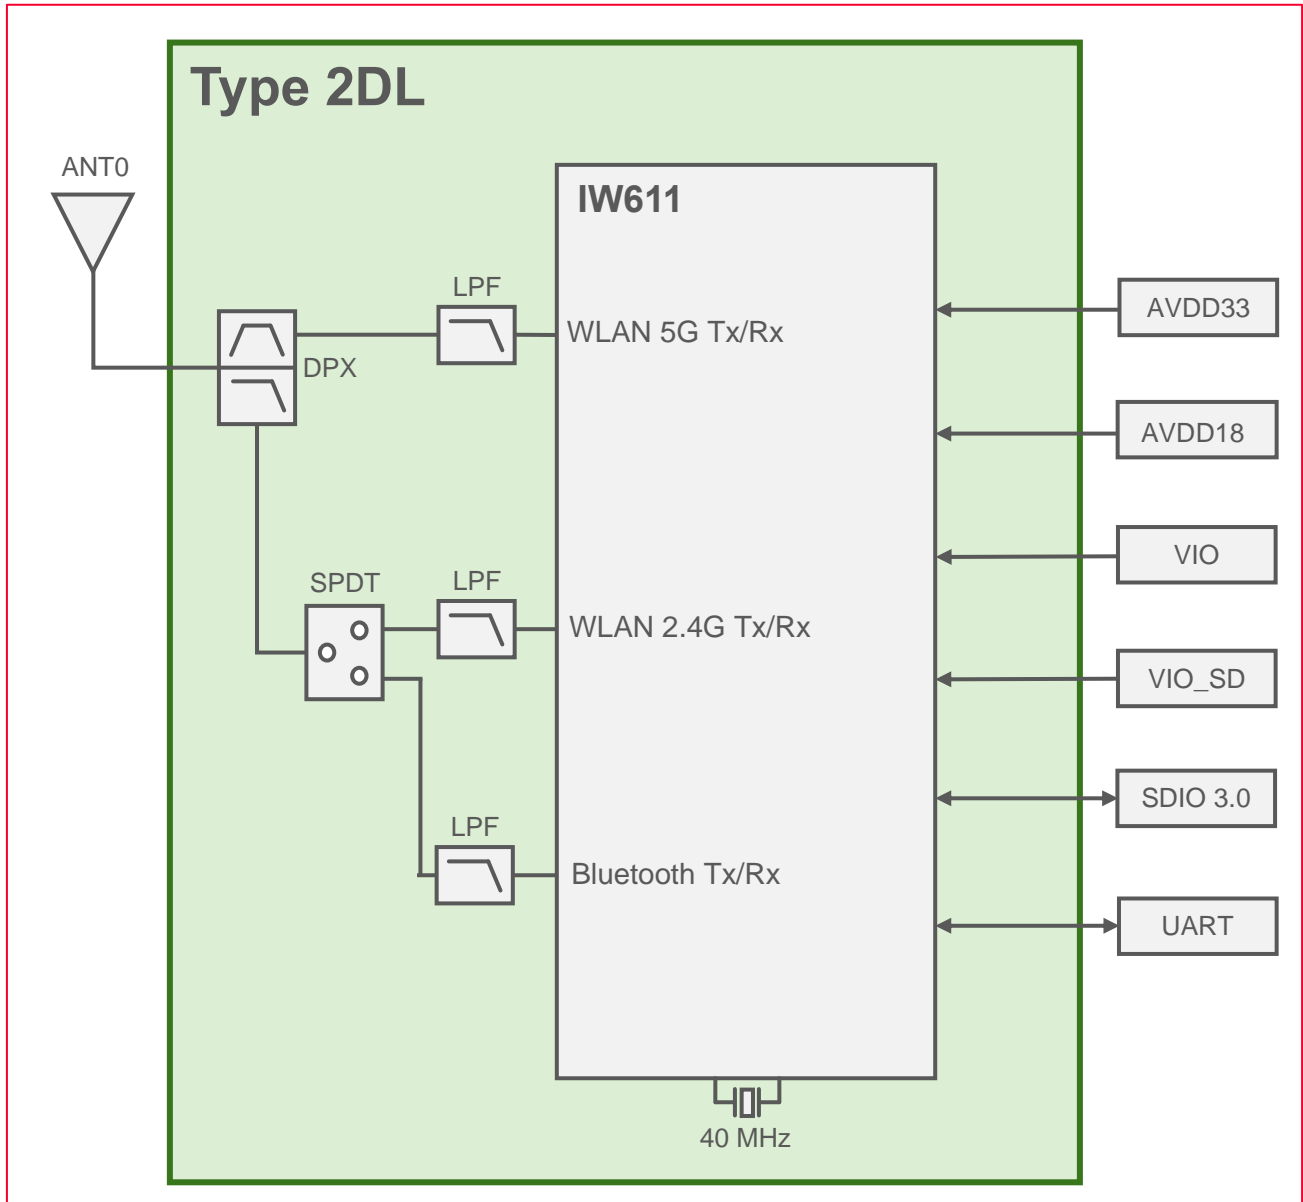 Type 2DL
ANT0
IW611
LPF
AVDD33
WLAN 5G Tx/Rx
DPX
AVDD18
VIO
SPDT
LPF
WLAN 2.4G Tx/Rx
VIO_SD
SDIO 3.0
LPF
Bluetooth Tx/Rx
UART
40 MHz